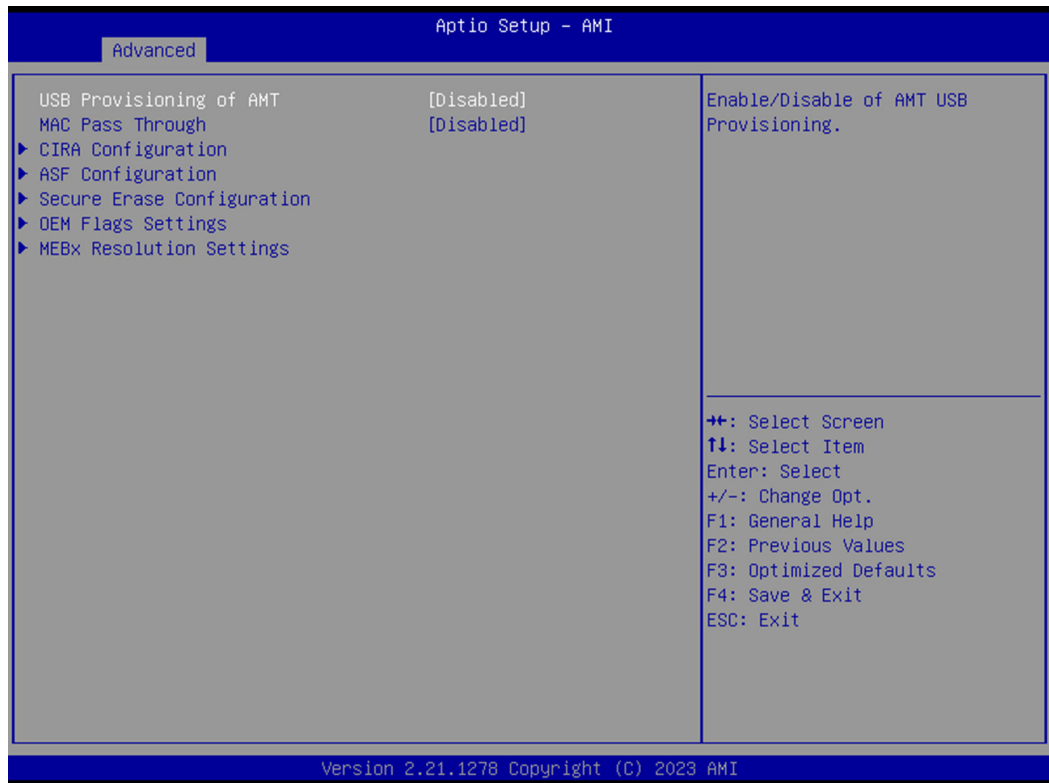 Aptio Setup – AMI
Advanced
USB Provisioning of AMT [Disabled]
MAC Pass Through [Disabled]
CIRA Configuration
ASF Configuration
Secure Erase Configuration
OEM Flags Settings
MEBx Resolution Settings
Enable/Disable of AMT USB
Provisioning.
→←: Select Screen
↑↓: Select Item
Enter: Select
+/-: Change Opt.
F1: General Help
F2: Previous Values
F3: Optimized Defaults
F4: Save & Exit
ESC: Exit
Version 2.21.1278 Copyright (C) 2023 AMI